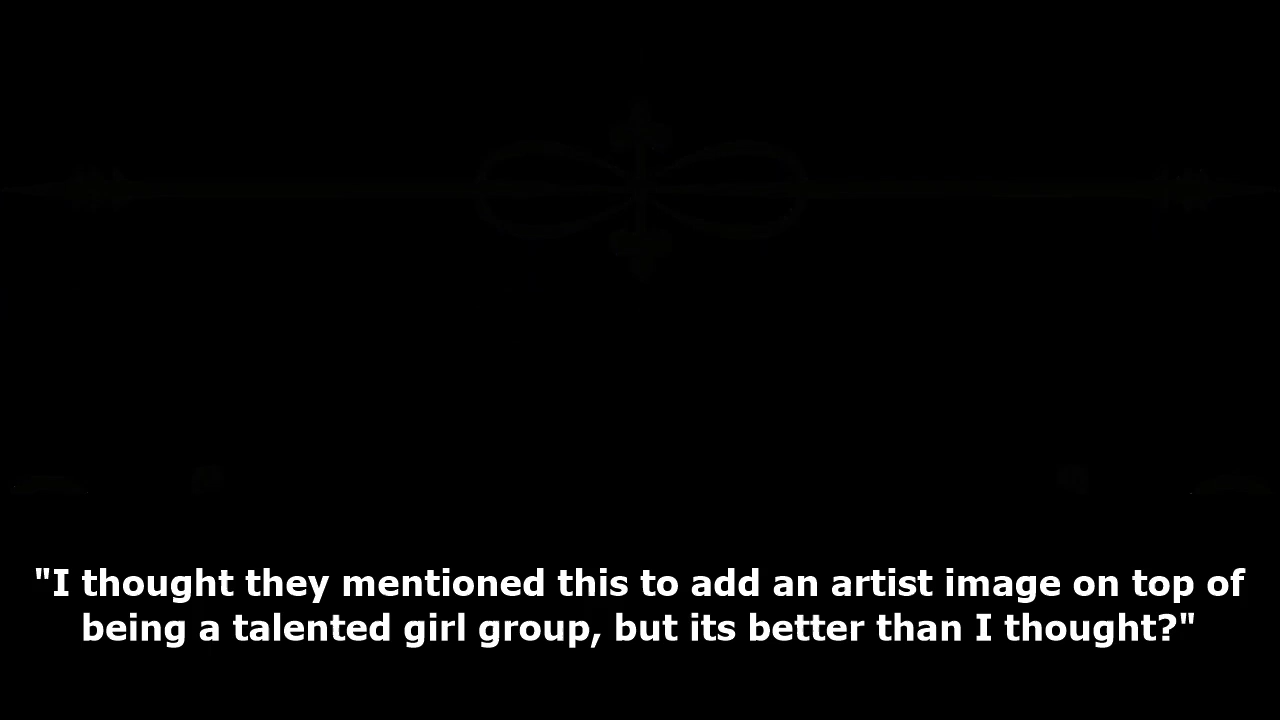 "I thought they mentioned this to add an artist image on top of
being a talented girl group, but its better than I thought?"